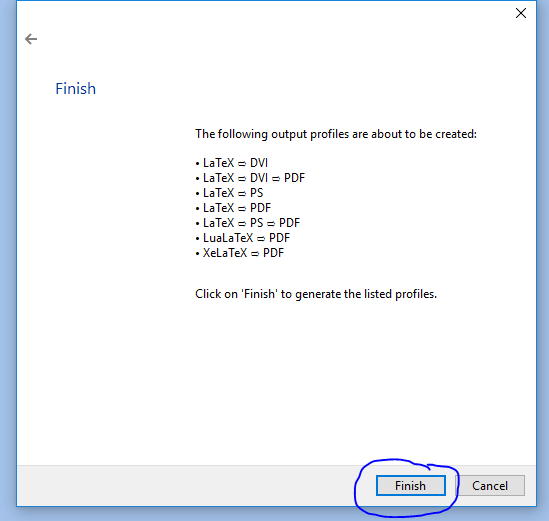 Finish
The following output profiles are about to be created:
• LaTeX ⇨ DVI
• LaTeX ⇨ DVI ⇨ PDF
• LaTeX ⇨ PS
• LaTeX ⇨ PDF
• LaTeX ⇨ PS ⇨ PDF
• LuaLaTeX ⇨ PDF
• XeLaTeX ⇨ PDF
Click on 'Finish' to generate the listed profiles.
Finish Cancel